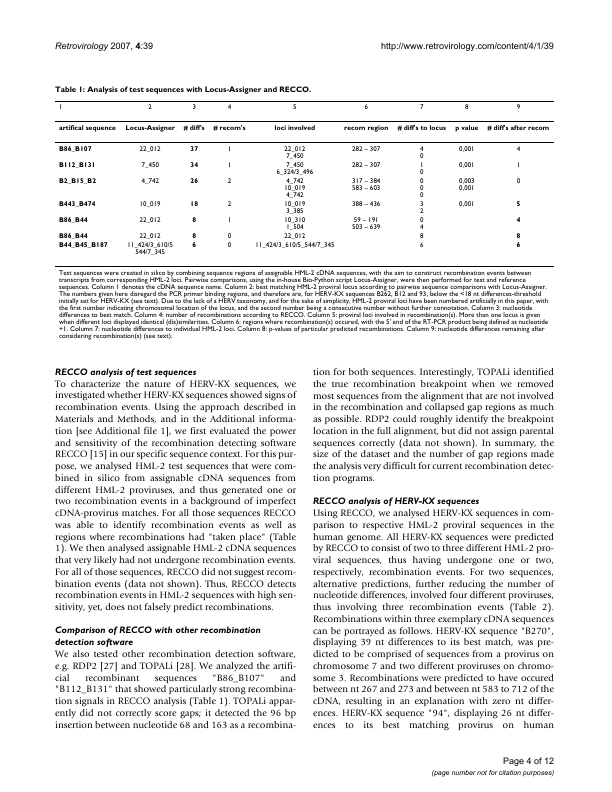 Retrovirology 2007, 4:39 http://www.retrovirology.com/content/4/1/39
Table 1: Analysis of test sequences with Locus-Assigner and RECCO.
1 2 3 4 5 6 7 8 9
artifical sequence Locus-Assigner # diff's # recom's loci involved recom region # diff's to locus p value # diff's after recom
B86_B107 22_012 37 1 22_012 282 – 307 4 0,001 4
7_450 0
B112_B131 7_450 34 1 7_450 282 – 307 1 0,001 1
6_324/3_496 0
B2_B15_B2 4_742 26 2 4_742 317 – 384 0 0,003 0
10_019 583 – 603 0 0,001
4_742 0
B443_B474 10_019 18 2 10_019 388 – 436 3 0,001 5
3_385 2
B86_B44 22_012 8 1 10_310 59 – 191 0 4
1_504 503 – 639 4
B86_B44 22_012 8 0 22_012 8 8
B44_B45_B187 11_424/3_610/5 6 0 11_424/3_610/5_544/7_345 6 6
544/7_345
Test sequences were created in silico by combining sequence regions of assignable HML-2 cDNA sequences, with the aim to construct recombination events between
transcripts from corresponding HML-2 loci. Pairwise comparisons, using the in-house Bio-Python script Locus-Assigner, were then performed for test and reference
sequences. Column 1 denotes the cDNA sequence name. Column 2: best matching HML-2 proviral locus according to pairwise sequence comparisons with Locus-Assigner.
The numbers given here disregard the PCR primer binding regions, and therefore are, for HERV-KX sequences B262, B12 and 93, below the <18 nt differences-threshold
initially set for HERV-KX (see text). Due to the lack of a HERV taxonomy, and for the sake of simplicity, HML-2 proviral loci have been numbered artificially in this paper, with
the first number indicating chromosomal location of the locus, and the second number being a consecutive number without further connotation. Column 3: nucleotide
differences to best match. Column 4: number of recombinations according to RECCO. Column 5: proviral loci involved in recombination(s). More than one locus is given
when different loci displayed identical (dis)similarities. Column 6: regions where recombination(s) occured, with the 5' end of the RT-PCR product being defined as nucleotide
+1. Column 7: nucleotide differences to individual HML-2 loci. Column 8: p-values of particular predicted recombinations. Column 9: nucleotide differences remaining after
considering recombination(s) (see text).
RECCO analysis of test sequences
To characterize the nature of HERV-KX sequences, we
investigated whether HERV-KX sequences showed signs of
recombination events. Using the approach described in
Materials and Methods, and in the Additional informa-
tion [see Additional file 1], we first evaluated the power
and sensitivity of the recombination detecting software
RECCO [15] in our specific sequence context. For this pur-
pose, we analysed HML-2 test sequences that were com-
bined in silico from assignable cDNA sequences from
different HML-2 proviruses, and thus generated one or
two recombination events in a background of imperfect
cDNA-provirus matches. For all those sequences RECCO
was able to identify recombination events as well as
regions where recombinations had "taken place" (Table
1). We then analysed assignable HML-2 cDNA sequences
that very likely had not undergone recombination events.
For all of those sequences, RECCO did not suggest recom-
bination events (data not shown). Thus, RECCO detects
recombination events in HML-2 sequences with high sen-
sitivity, yet, does not falsely predict recombinations.
Comparison of RECCO with other recombination
detection software
We also tested other recombination detection software,
e.g. RDP2 [27] and TOPALi [28]. We analyzed the artifi-
cial recombinant sequences "B86_B107" and
"B112_B131" that showed particularly strong recombina-
tion signals in RECCO analysis (Table 1). TOPALi appar-
ently did not correctly score gaps; it detected the 96 bp
insertion between nucleotide 68 and 163 as a recombina-
tion for both sequences. Interestingly, TOPALi identified
the true recombination breakpoint when we removed
most sequences from the alignment that are not involved
in the recombination and collapsed gap regions as much
as possible. RDP2 could roughly identify the breakpoint
location in the full alignment, but did not assign parental
sequences correctly (data not shown). In summary, the
size of the dataset and the number of gap regions made
the analysis very difficult for current recombination detec-
tion programs.
RECCO analysis of HERV-KX sequences
Using RECCO, we analysed HERV-KX sequences in com-
parison to respective HML-2 proviral sequences in the
human genome. All HERV-KX sequences were predicted
by RECCO to consist of two to three different HML-2 pro-
viral sequences, thus having undergone one or two,
respectively, recombination events. For two sequences,
alternative predictions, further reducing the number of
nucleotide differences, involved four different proviruses,
thus involving three recombination events (Table 2).
Recombinations within three exemplary cDNA sequences
can be portrayed as follows. HERV-KX sequence "B270",
displaying 39 nt differences to its best match, was pre-
dicted to be comprised of sequences from a provirus on
chromosome 7 and two different proviruses on chromo-
some 3. Recombinations were predicted to have occured
between nt 267 and 273 and between nt 583 to 712 of the
cDNA, resulting in an explanation with zero nt differ-
ences. HERV-KX sequence "94", displaying 26 nt differ-
ences to its best matching provirus on human
Page 4 of 12
(page number not for citation purposes)